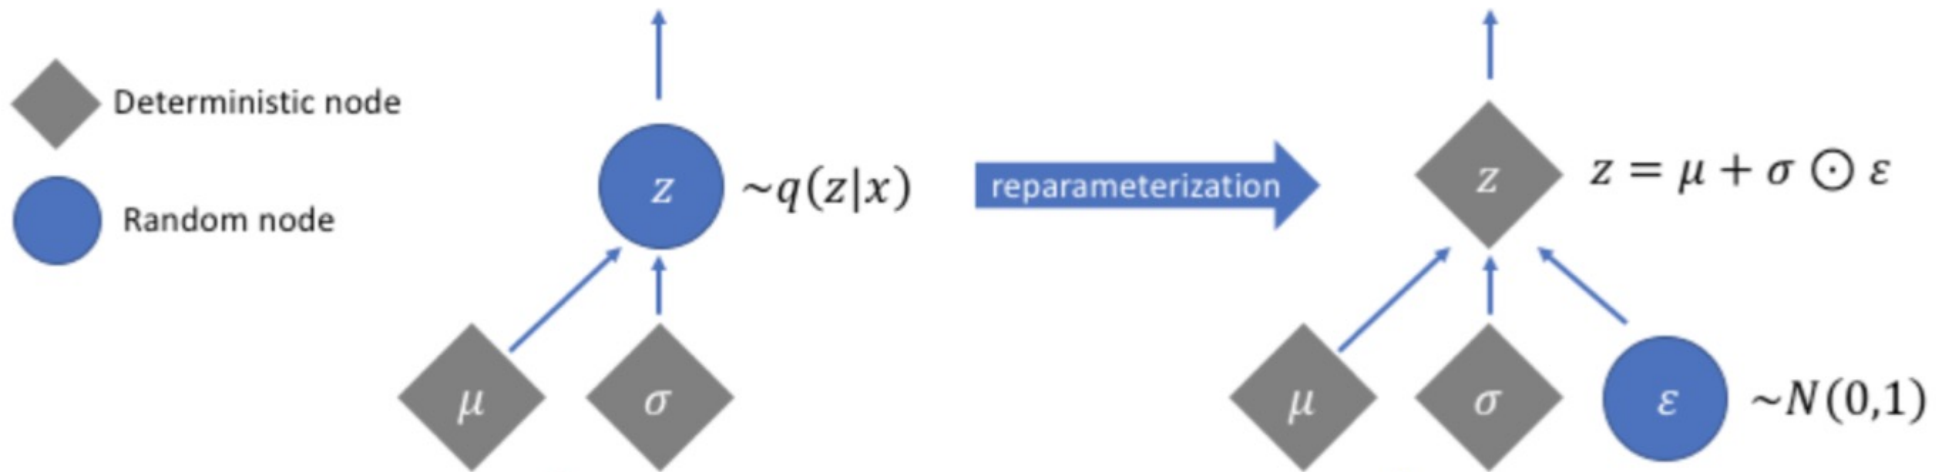 Deterministic node
Random node
z ~q(z|x)
μ σ
reparameterization
z z = μ + σ ⊙ ε
μ σ ε ~N(0,1)